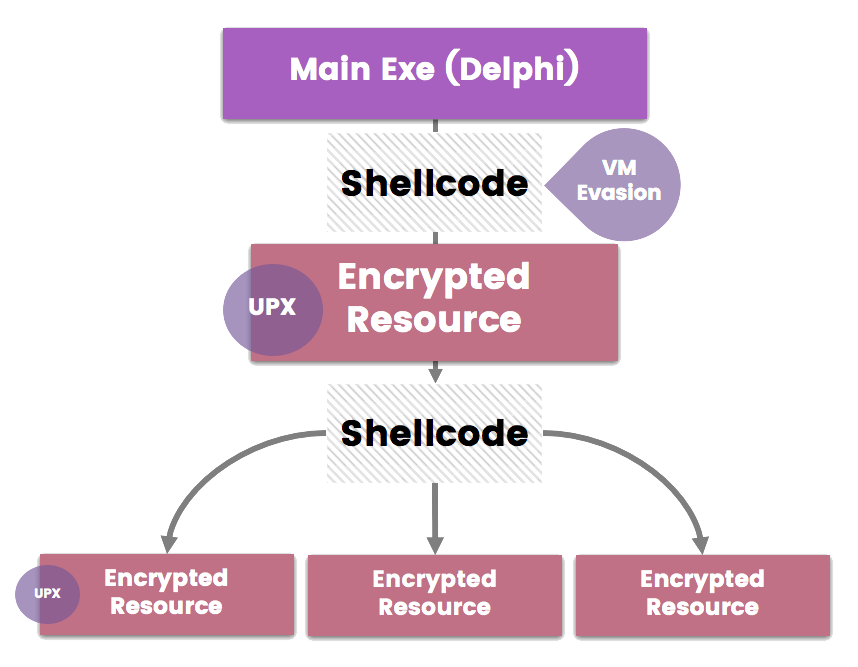 Main Exe (Delphi)
Shellcode
VM
Evasion
UPX
Encrypted
Resource
Shellcode
UPX
Encrypted
Resource
Encrypted
Resource
Encrypted
Resource